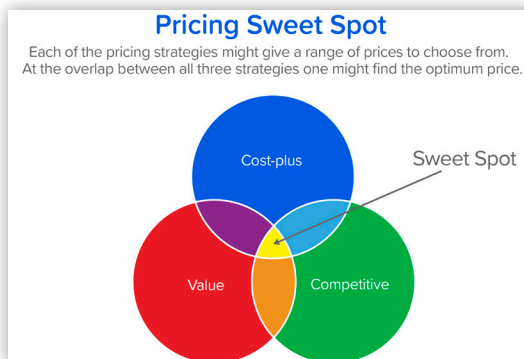 Pricing Sweet Spot
Each of the pricing strategies might give a range of prices to choose from.
At the overlap between all three strategies one might find the optimum price.
Cost-plus
Sweet Spot
Value
Competitive